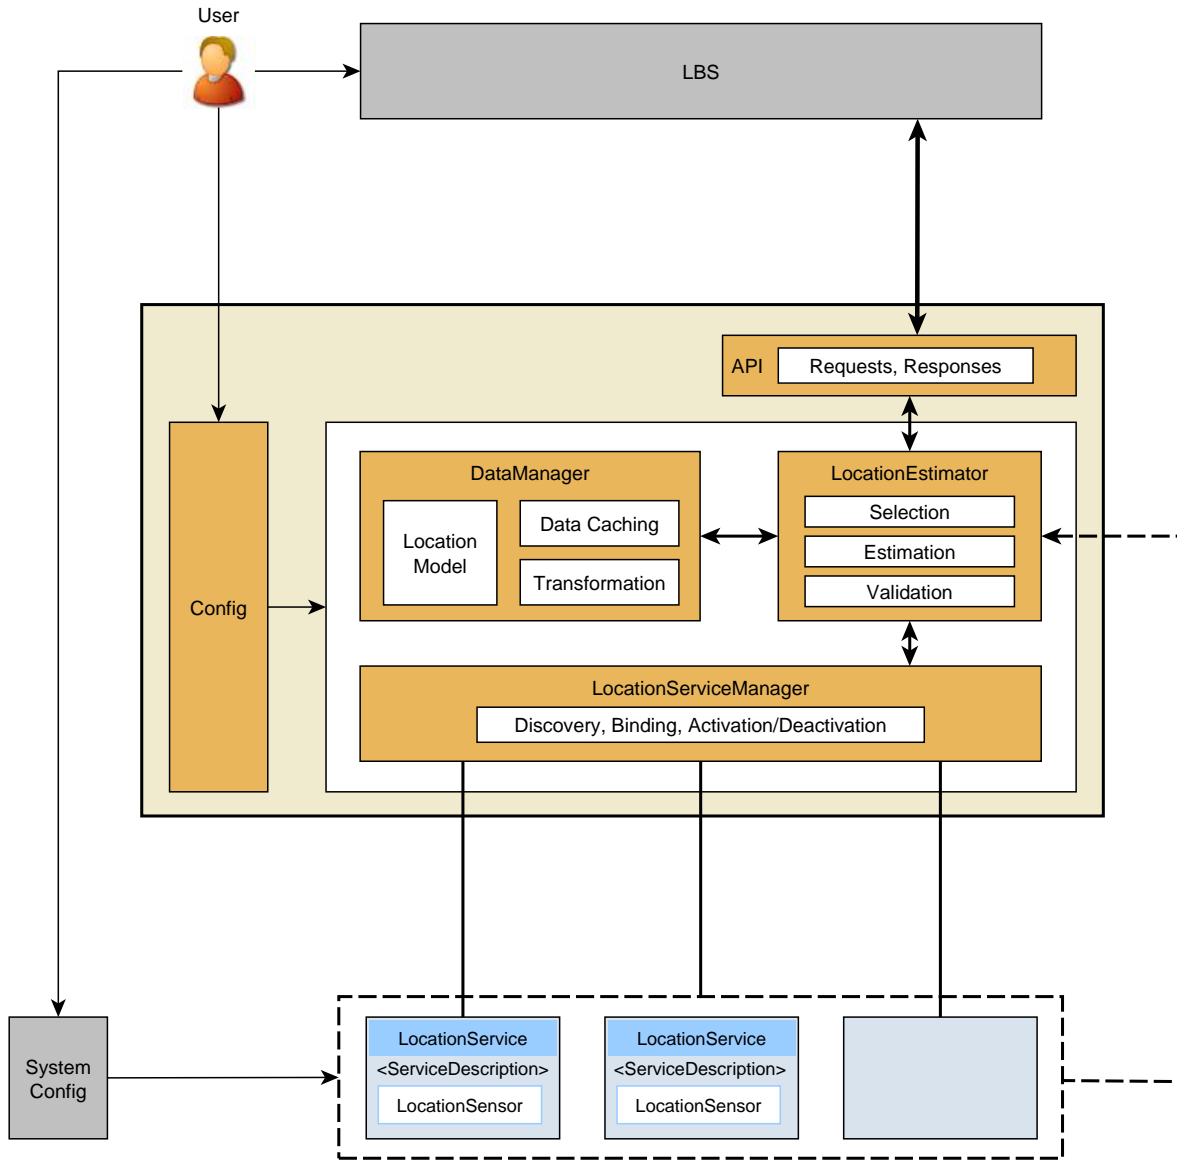 User
LBS
API
Requests, Responses
DataManager
Location
Model
Data Caching
Transformation
LocationEstimator
Selection
Estimation
Validation
Config
LocationServiceManager
Discovery, Binding, Activation/Deactivation
System
Config
LocationService
<ServiceDescription>
LocationSensor
LocationService
<ServiceDescription>
LocationSensor